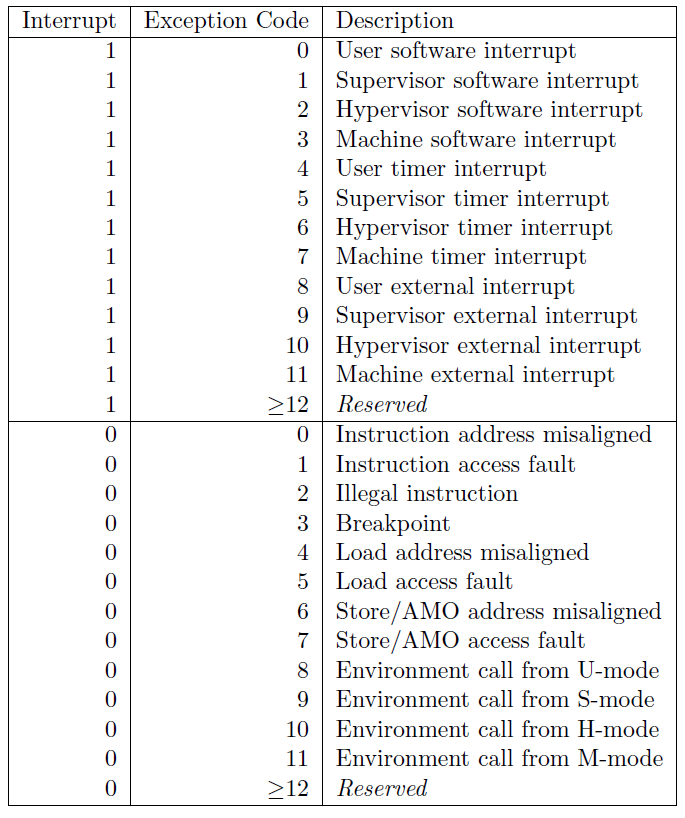 Interrupt Exception Code Description
1 0 User software interrupt
1 1 Supervisor software interrupt
1 2 Hypervisor software interrupt
1 3 Machine software interrupt
1 4 User timer interrupt
1 5 Supervisor timer interrupt
1 6 Hypervisor timer interrupt
1 7 Machine timer interrupt
1 8 User external interrupt
1 9 Supervisor external interrupt
1 10 Hypervisor external interrupt
1 11 Machine external interrupt
1 ≥12 Reserved
0 0 Instruction address misaligned
0 1 Instruction access fault
0 2 Illegal instruction
0 3 Breakpoint
0 4 Load address misaligned
0 5 Load access fault
0 6 Store/AMO address misaligned
0 7 Store/AMO access fault
0 8 Environment call from U-mode
0 9 Environment call from S-mode
0 10 Environment call from H-mode
0 11 Environment call from M-mode
0 ≥12 Reserved